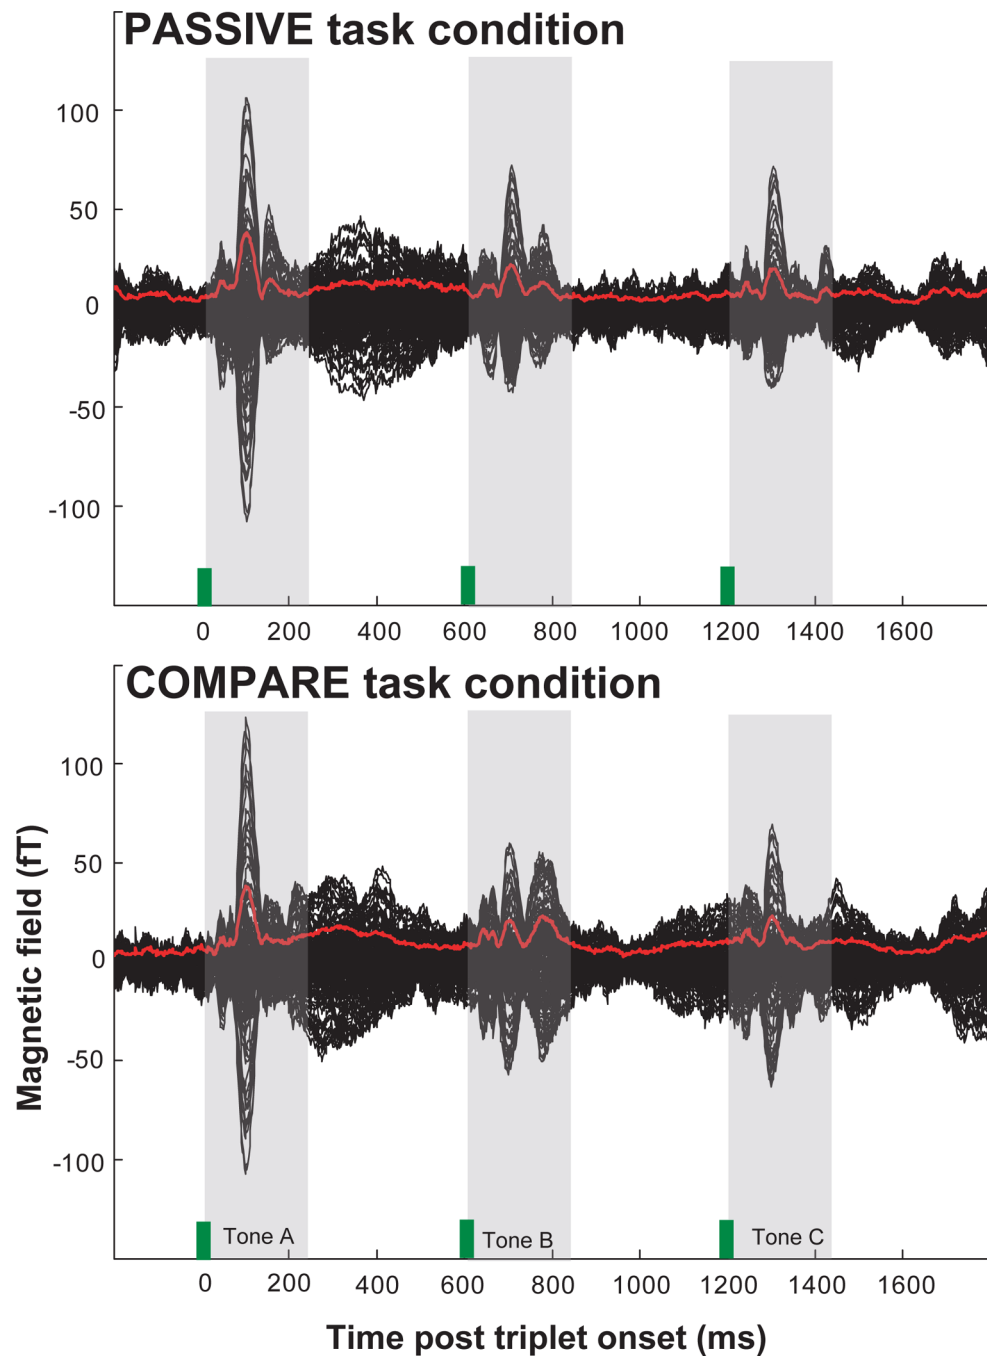 PASSIVE task condition
100
50
0
-50
-100
0 200 400 600 800 1000 1200 1400 1600
COMPARE task condition
100
50
0
-50
-100
Magnetic field (fT)
Tone A Tone B Tone C
0 200 400 600 800 1000 1200 1400 1600
Time post triplet onset (ms)